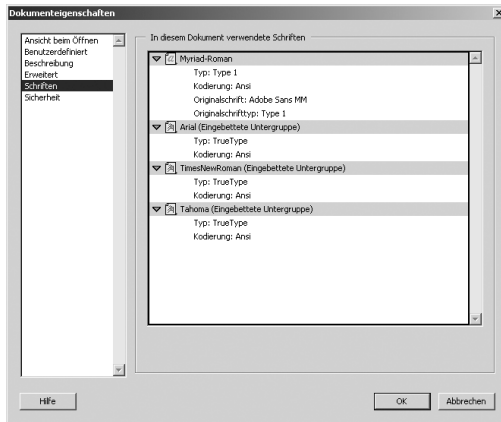 Dokumenteigenschaften
Ansicht beim Öffnen
Benutzerdefiniert
Beschreibung
Erweitert
Schriften
Sicherheit
In diesem Dokument verwendete Schriften
Myriad-Roman
Typ: Type 1
Kodierung: Ansi
Originalschrift: Adobe Sans MM
Originalschrifttyp: Type 1
Arial (Eingebettete Untergruppe)
Typ: TrueType
Kodierung: Ansi
TimesNewRoman (Eingebettete Untergruppe)
Typ: TrueType
Kodierung: Ansi
Tahoma (Eingebettete Untergruppe)
Typ: TrueType
Kodierung: Ansi
Hilfe
OK
Abbrechen